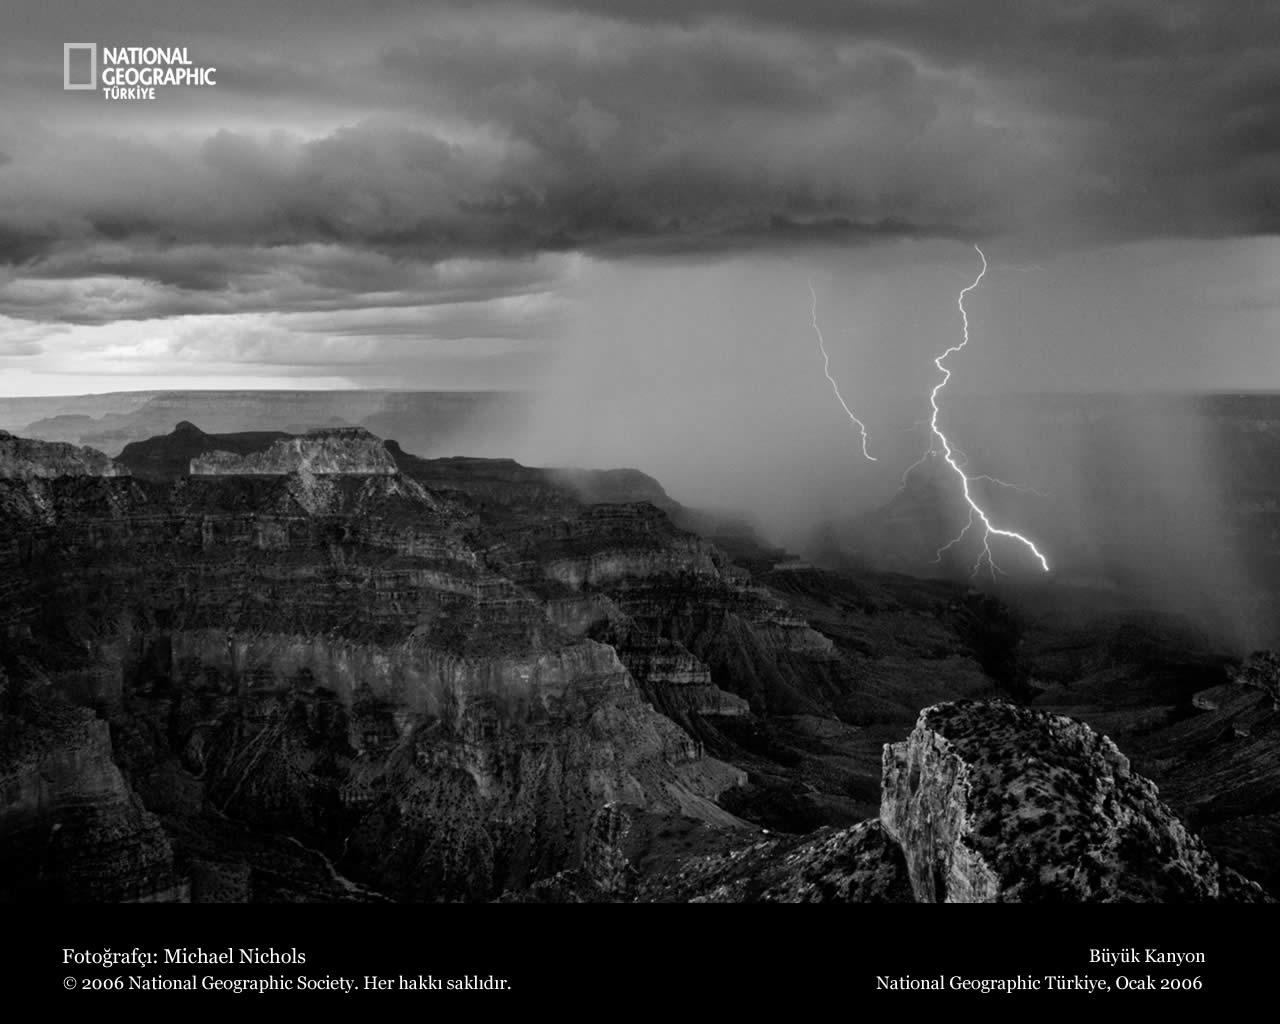 NATIONAL
GEOGRAPHIC
TÜRKİYE
Fotoğrafçı: Michael Nichols
© 2006 National Geographic Society. Her hakkı saklıdır.
Büyük Kanyon
National Geographic Türkiye, Ocak 2006